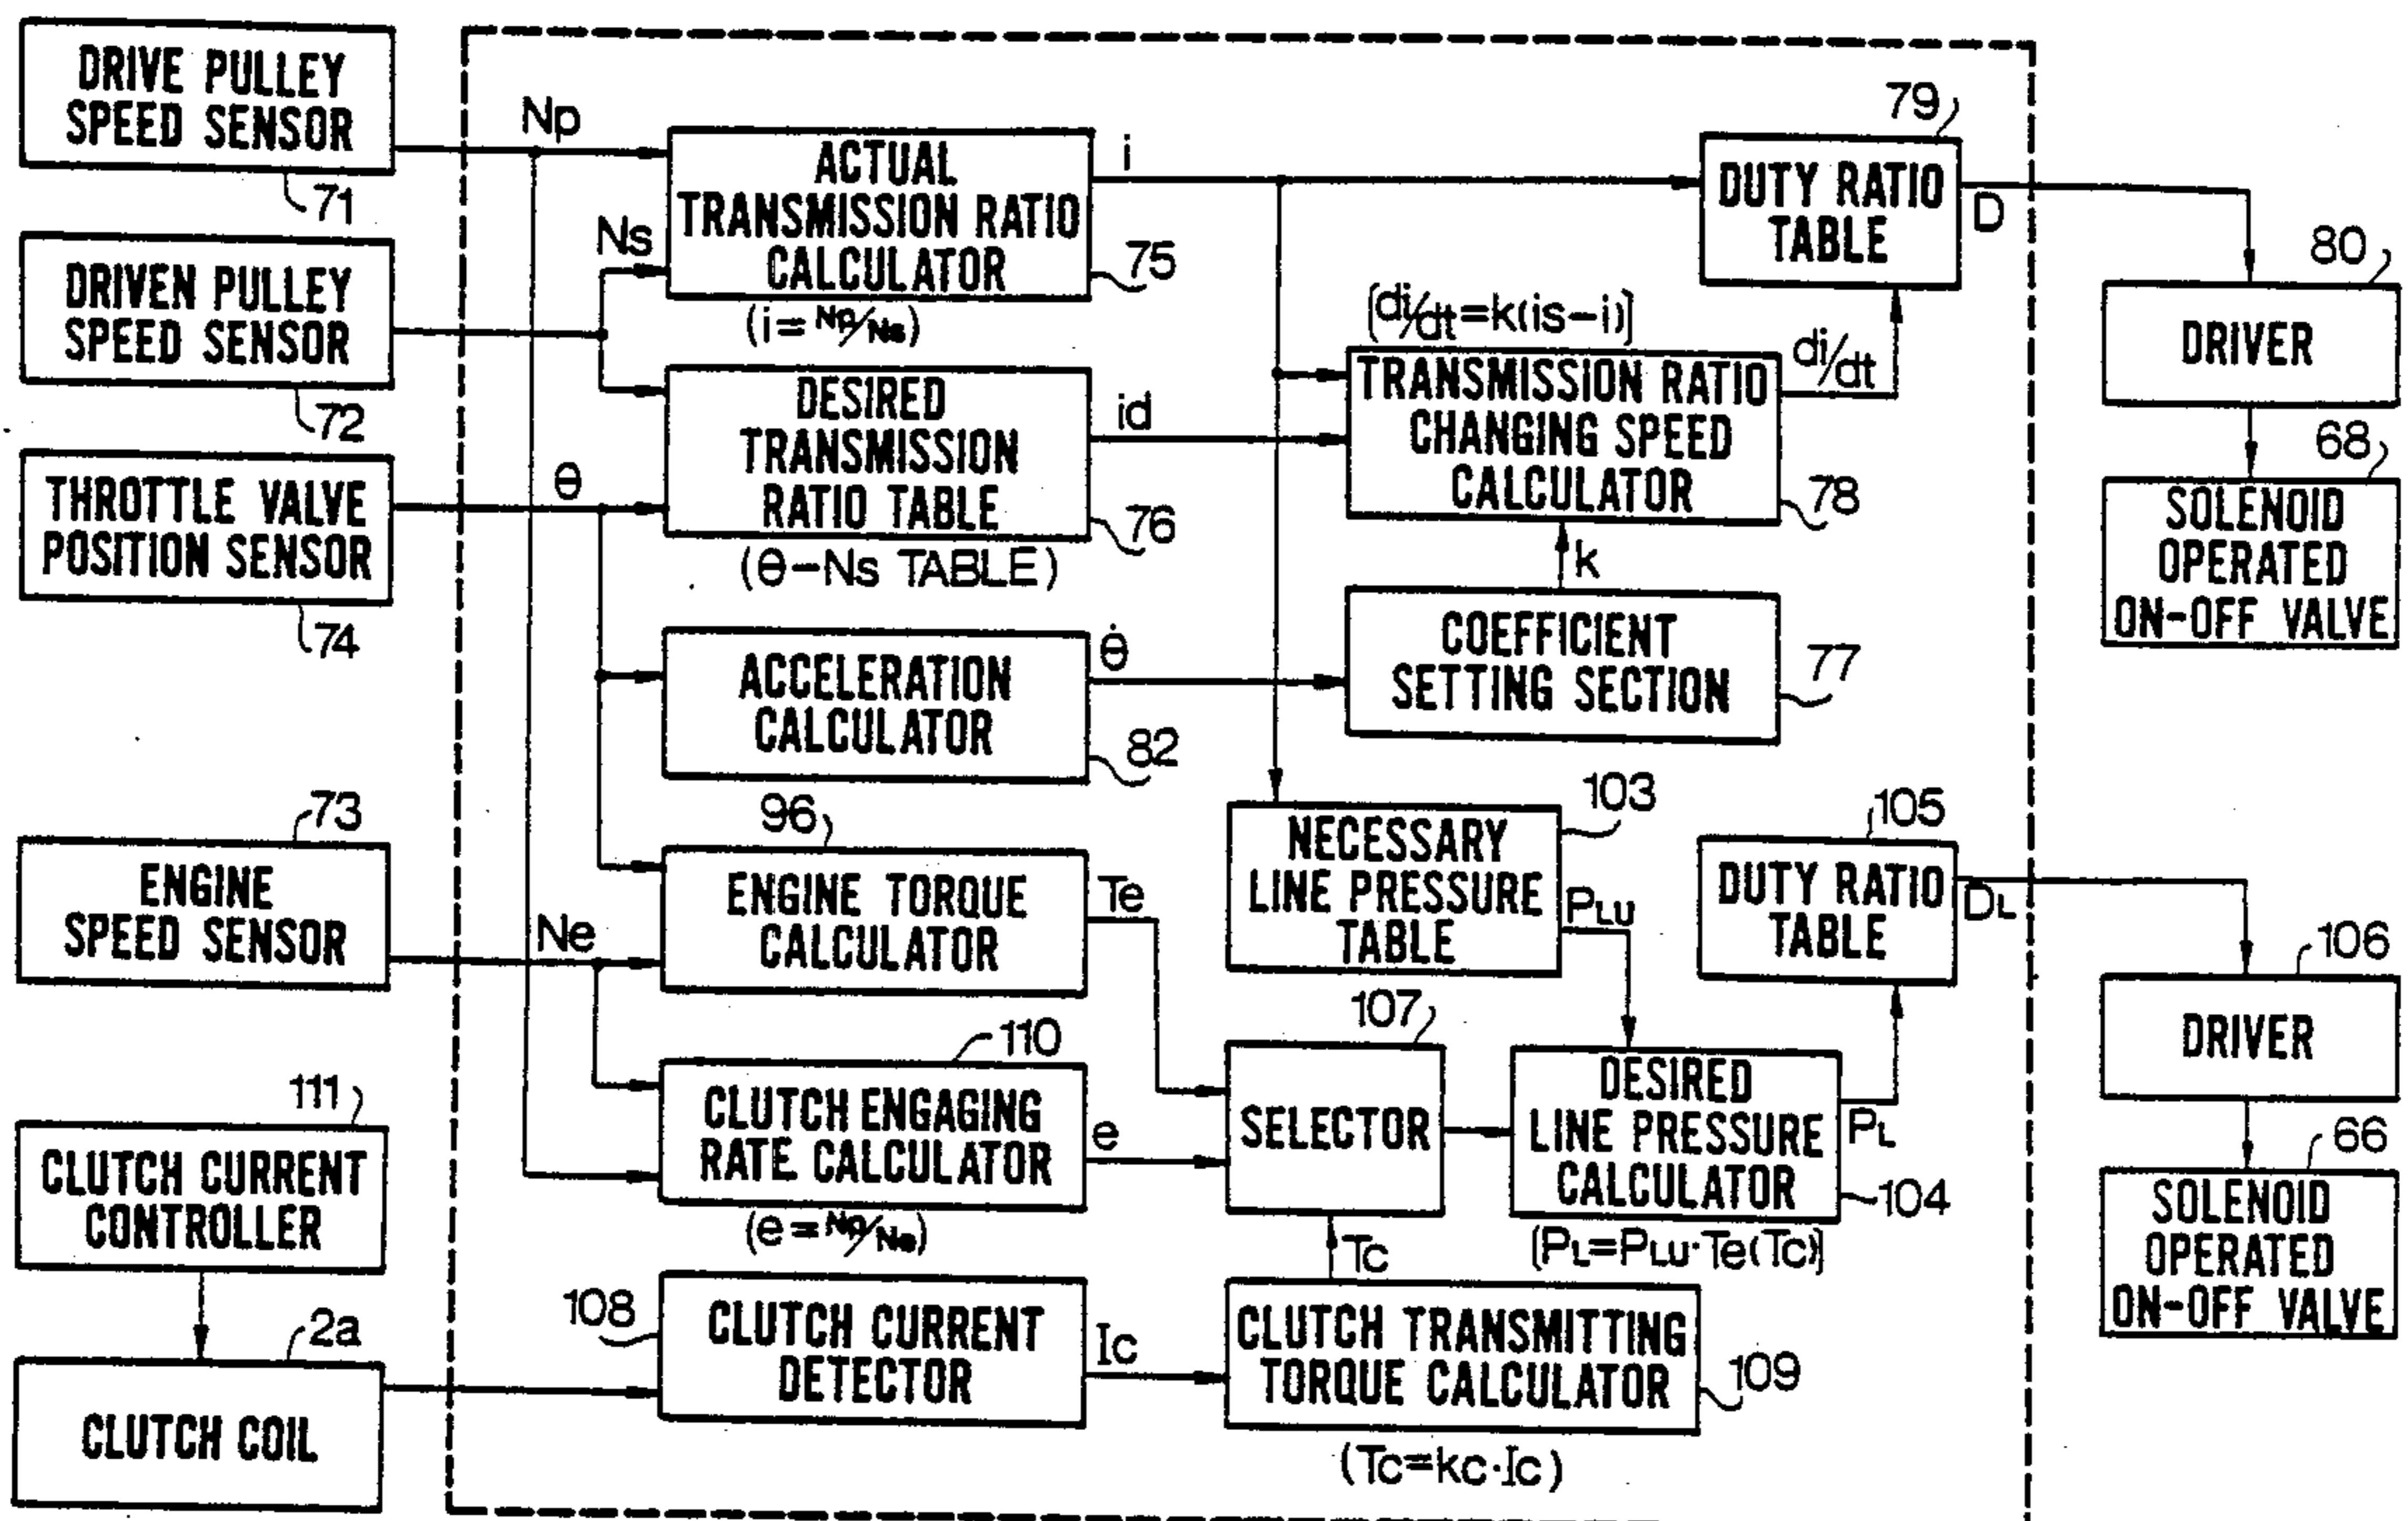 DRIVE PULLEY
SPEED SENSOR
71
DRIVEN PULLEY
SPEED SENSOR
72
THROTTLE VALVE
POSITION SENSOR
74
73
ENGINE
SPEED SENSOR
111
CLUTCH CURRENT
CONTROLLER
2a
CLUTCH COIL
Np
Ns
θ
Ne
ACTUAL
TRANSMISSION RATIO
CALCULATOR
75
(i=Np/Ns)
i
DESIRED
TRANSMISSION
RATIO TABLE
76
(θ-Ns TABLE)
id
ACCELERATION
CALCULATOR
82
θ̇
96
ENGINE TORQUE
CALCULATOR
Te
110
CLUTCH ENGAGING
RATE CALCULATOR
e
(e=Np/Ne)
108
CLUTCH CURRENT
DETECTOR
Ic
[di/dt=k(is-i)]
TRANSMISSION RATIO
CHANGING SPEED
CALCULATOR
78
di/dt
k
COEFFICIENT
SETTING SECTION
77
103
NECESSARY
LINE PRESSURE
TABLE
PLU
107
SELECTOR
DESIRED
LINE PRESSURE
CALCULATOR
104
PL
[PL=PLU·Te(Tc)]
Tc
CLUTCH TRANSMITTING
TORQUE CALCULATOR
109
(Tc=kc·Ic)
79
DUTY RATIO
TABLE
D
105
DUTY RATIO
TABLE
DL
80
DRIVER
68
SOLENOID
OPERATED
ON-OFF VALVE
106
DRIVER
66
SOLENOID
OPERATED
ON-OFF VALVE